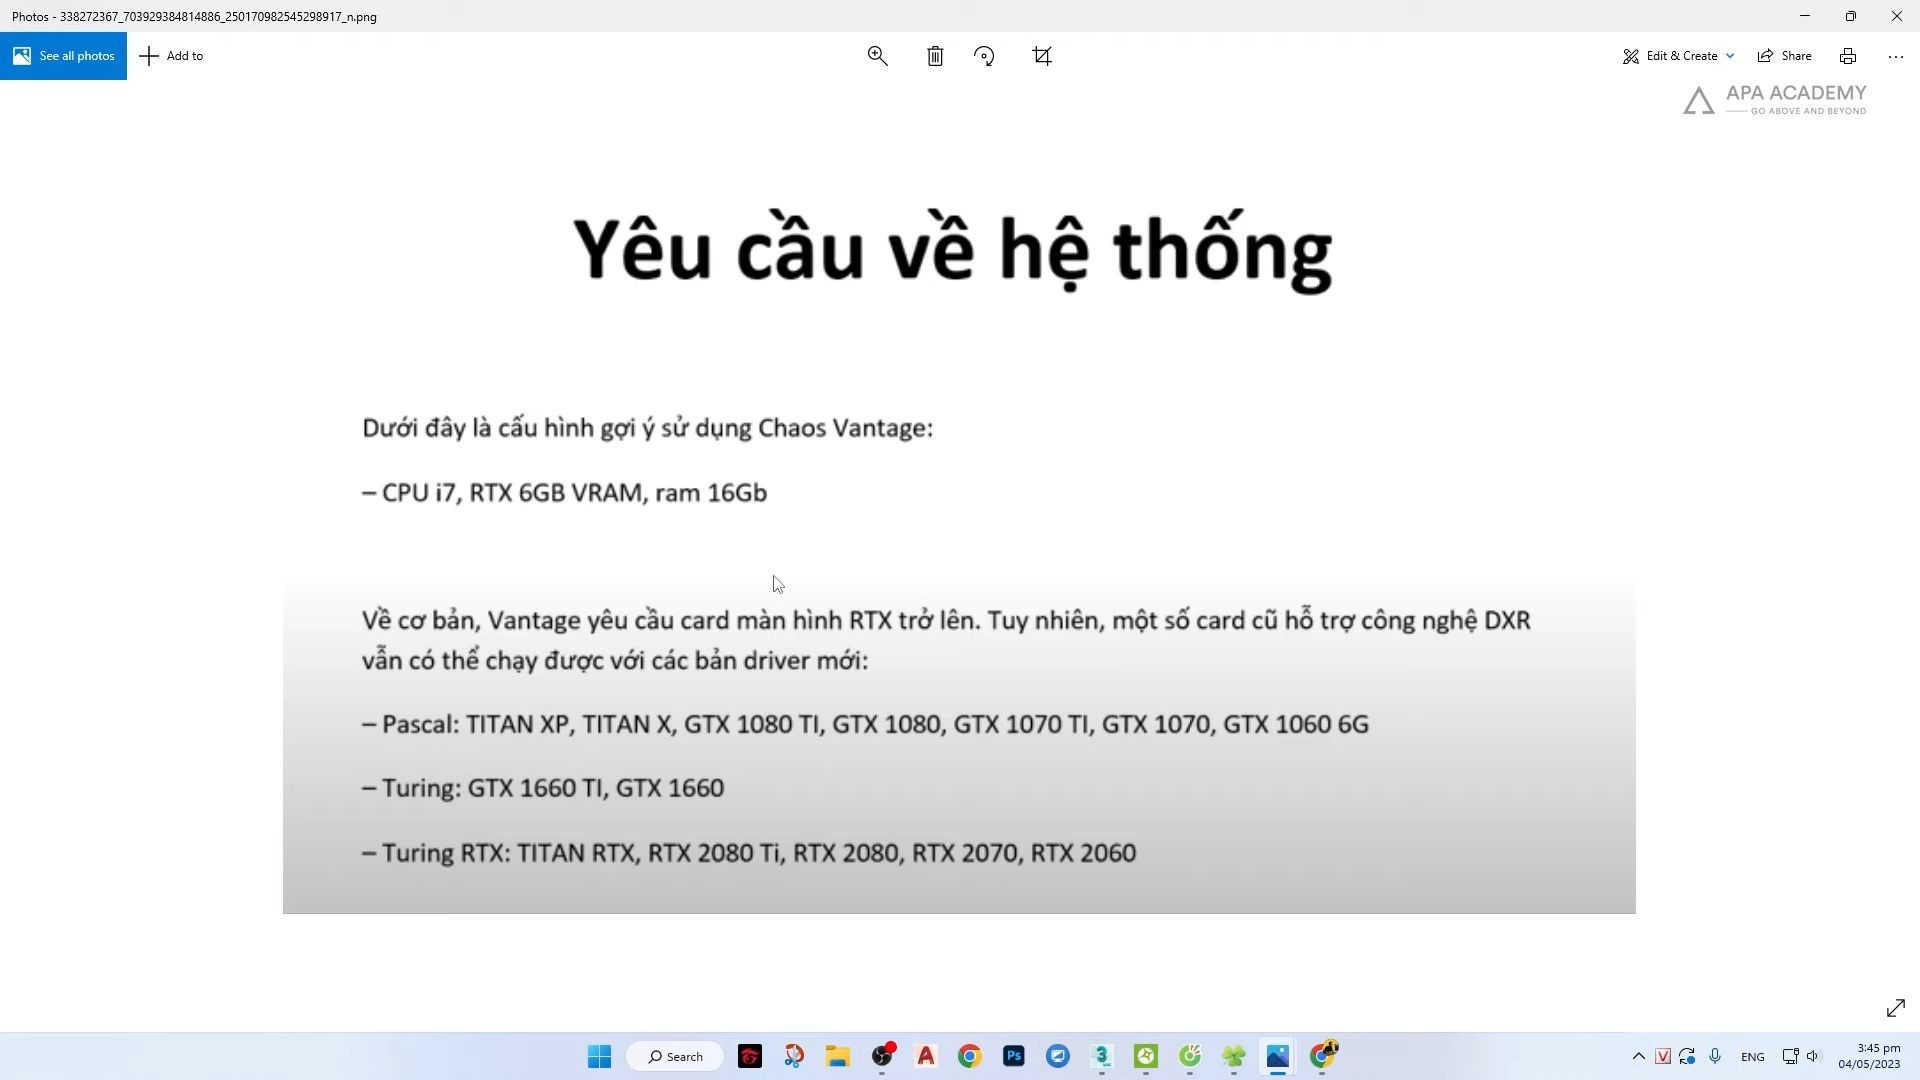 Photos - 338272367_703929384814886_250170982545298917_n.png
See all photos
Add to
Edit & Create
Share
APA ACADEMY
GO ABOVE AND BEYOND
Yêu cầu về hệ thống
Dưới đây là cấu hình gợi ý sử dụng Chaos Vantage:
– CPU i7, RTX 6GB VRAM, ram 16Gb
Về cơ bản, Vantage yêu cầu card màn hình RTX trở lên. Tuy nhiên, một số card cũ hỗ trợ công nghệ DXR
vẫn có thể chạy được với các bản driver mới:
– Pascal: TITAN XP, TITAN X, GTX 1080 TI, GTX 1080, GTX 1070 TI, GTX 1070, GTX 1060 6G
– Turing: GTX 1660 TI, GTX 1660
– Turing RTX: TITAN RTX, RTX 2080 Ti, RTX 2080, RTX 2070, RTX 2060
Search
Ps
ENG
3:45 pm
04/05/2023